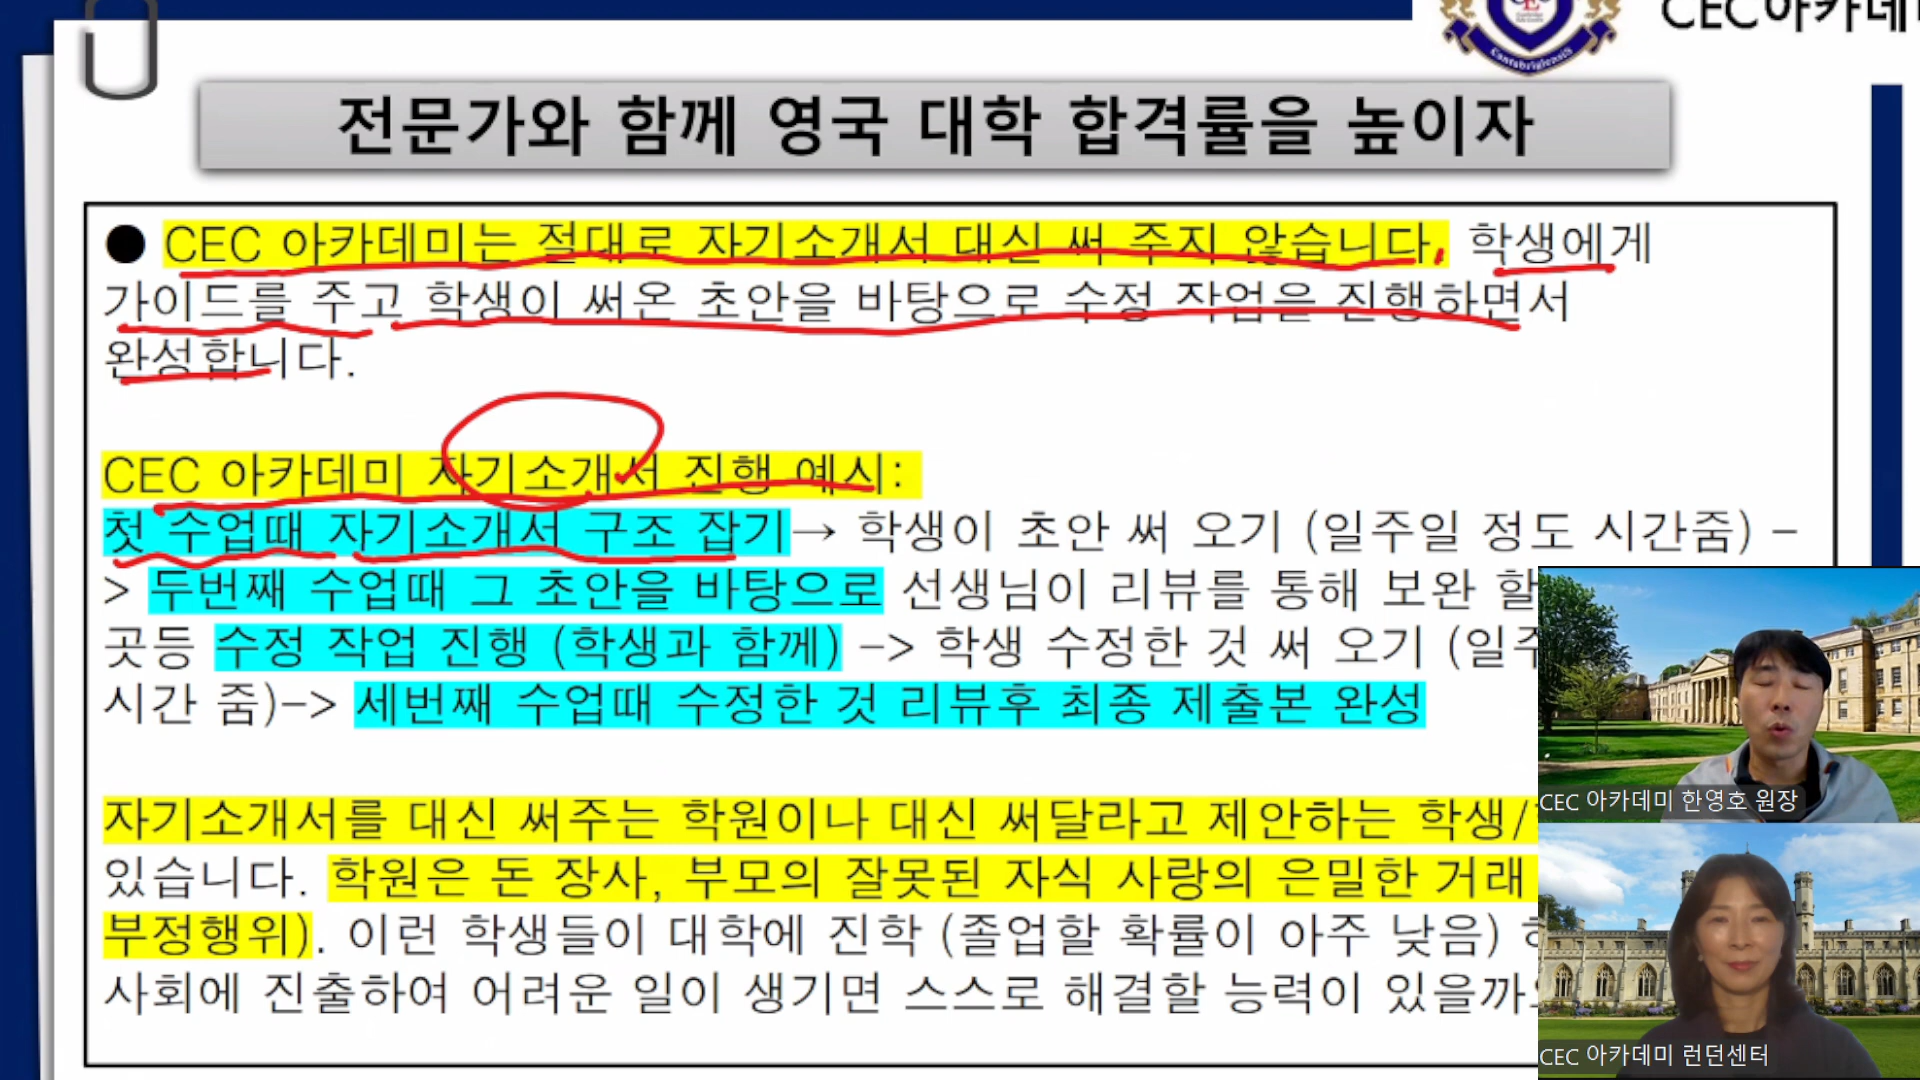 CEC아카데미
Cantabrigiensis
전문가와 함께 영국 대학 합격률을 높이자
● CEC 아카데미는 절대로 자기소개서 대신 써 주지 않습니다, 학생에게
가이드를 주고 학생이 써온 초안을 바탕으로 수정 작업을 진행하면서
완성합니다.
CEC 아카데미 자기소개서 진행 예시:
첫 수업때 자기소개서 구조 잡기→ 학생이 초안 써 오기 (일주일 정도 시간줌) -
> 두번째 수업때 그 초안을 바탕으로 선생님이 리뷰를 통해 보완 할
곳등 수정 작업 진행 (학생과 함께) -> 학생 수정한 것 써 오기 (일주
시간 줌)-> 세번째 수업때 수정한 것 리뷰후 최종 제출본 완성
자기소개서를 대신 써주는 학원이나 대신 써달라고 제안하는 학생/
있습니다. 학원은 돈 장사, 부모의 잘못된 자식 사랑의 은밀한 거래
부정행위). 이런 학생들이 대학에 진학 (졸업할 확률이 아주 낮음)
사회에 진출하여 어려운 일이 생기면 스스로 해결할 능력이 있을까
CEC 아카데미 한영호 원장
CEC 아카데미 런던센터